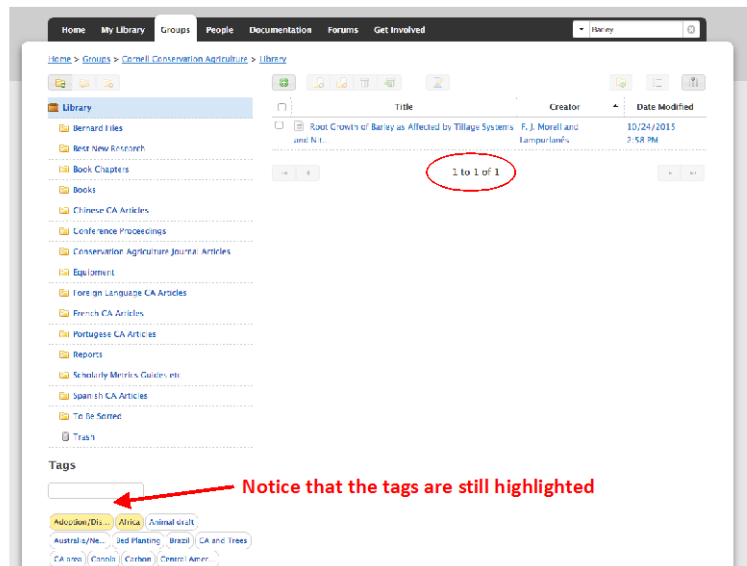 Home My Library Groups People Documentation Forums Get Involved Barley
Home > Groups > Cornell Conservation Agriculture > Library
Library
Bernard Files
Best New Research
Book Chapters
Books
Chinese CA Articles
Conference Proceedings
Conservation Agriculture Journal Articles
Equipment
Foreign Language CA Articles
French CA Articles
Portugese CA Articles
Reports
Scholarly Metrics Guides etc
Spanish CA Articles
To Be Sorted
Trash
Title Creator Date Modified
Root Growth of Barley as Affected by Tillage Systems F. J. Morell and 10/24/2015
and Nit... Lampurlanés 2:58 PM
1 to 1 of 1
Tags
Notice that the tags are still highlighted
Adoption/Dis... Africa Animal draft
Australia/Ne... Bed Planting Brazil CA and Trees
CA area Canola Carbon Central Amer...